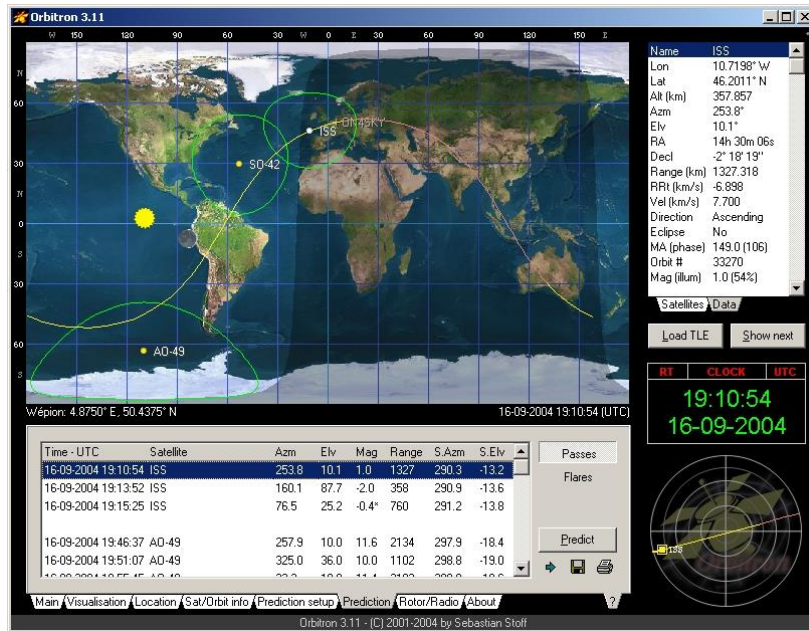 Orbitron 3.11
W 150 120 90 60 30 W 0 E 30 60 90 120 150 E
N
60
30
0
S
30
60
S
ISS
ON4SKY
SO-42
AO-49
Wépion: 4.8750° E, 50.4375° N
16-09-2004 19:10:54 (UTC)
Name ISS
Lon 10.7198° W
Lat 46.2011° N
Alt (km) 357.857
Azm 253.8°
Elv 10.1°
RA 14h 30m 06s
Decl -2° 18' 19''
Range (km) 1327.318
RRt (km/s) -6.898
Vel (km/s) 7.700
Direction Ascending
Eclipse No
MA (phase) 149.0 (106)
Orbit # 33270
Mag (illum) 1.0 (54%)
Satellites Data
Load TLE Show next
RT CLOCK UTC
19:10:54
16-09-2004
Time - UTC Satellite Azm Elv Mag Range S.Azm S.Elv
16-09-2004 19:10:54 ISS 253.8 10.1 1.0 1327 290.3 -13.2
16-09-2004 19:13:52 ISS 160.1 87.7 -2.0 358 290.9 -13.6
16-09-2004 19:15:25 ISS 76.5 25.2 -0.4* 760 291.2 -13.8
16-09-2004 19:46:37 AO-49 257.9 10.0 11.6 2134 297.9 -18.4
16-09-2004 19:51:07 AO-49 325.0 36.0 10.0 1102 298.8 -19.0
Passes
Flares
Predict
ISS
Orbitron
Main Visualisation Location Sat/Orbit info Prediction setup Prediction Rotor/Radio About ?
Orbitron 3.11 - (C) 2001-2004 by Sebastian Stoff